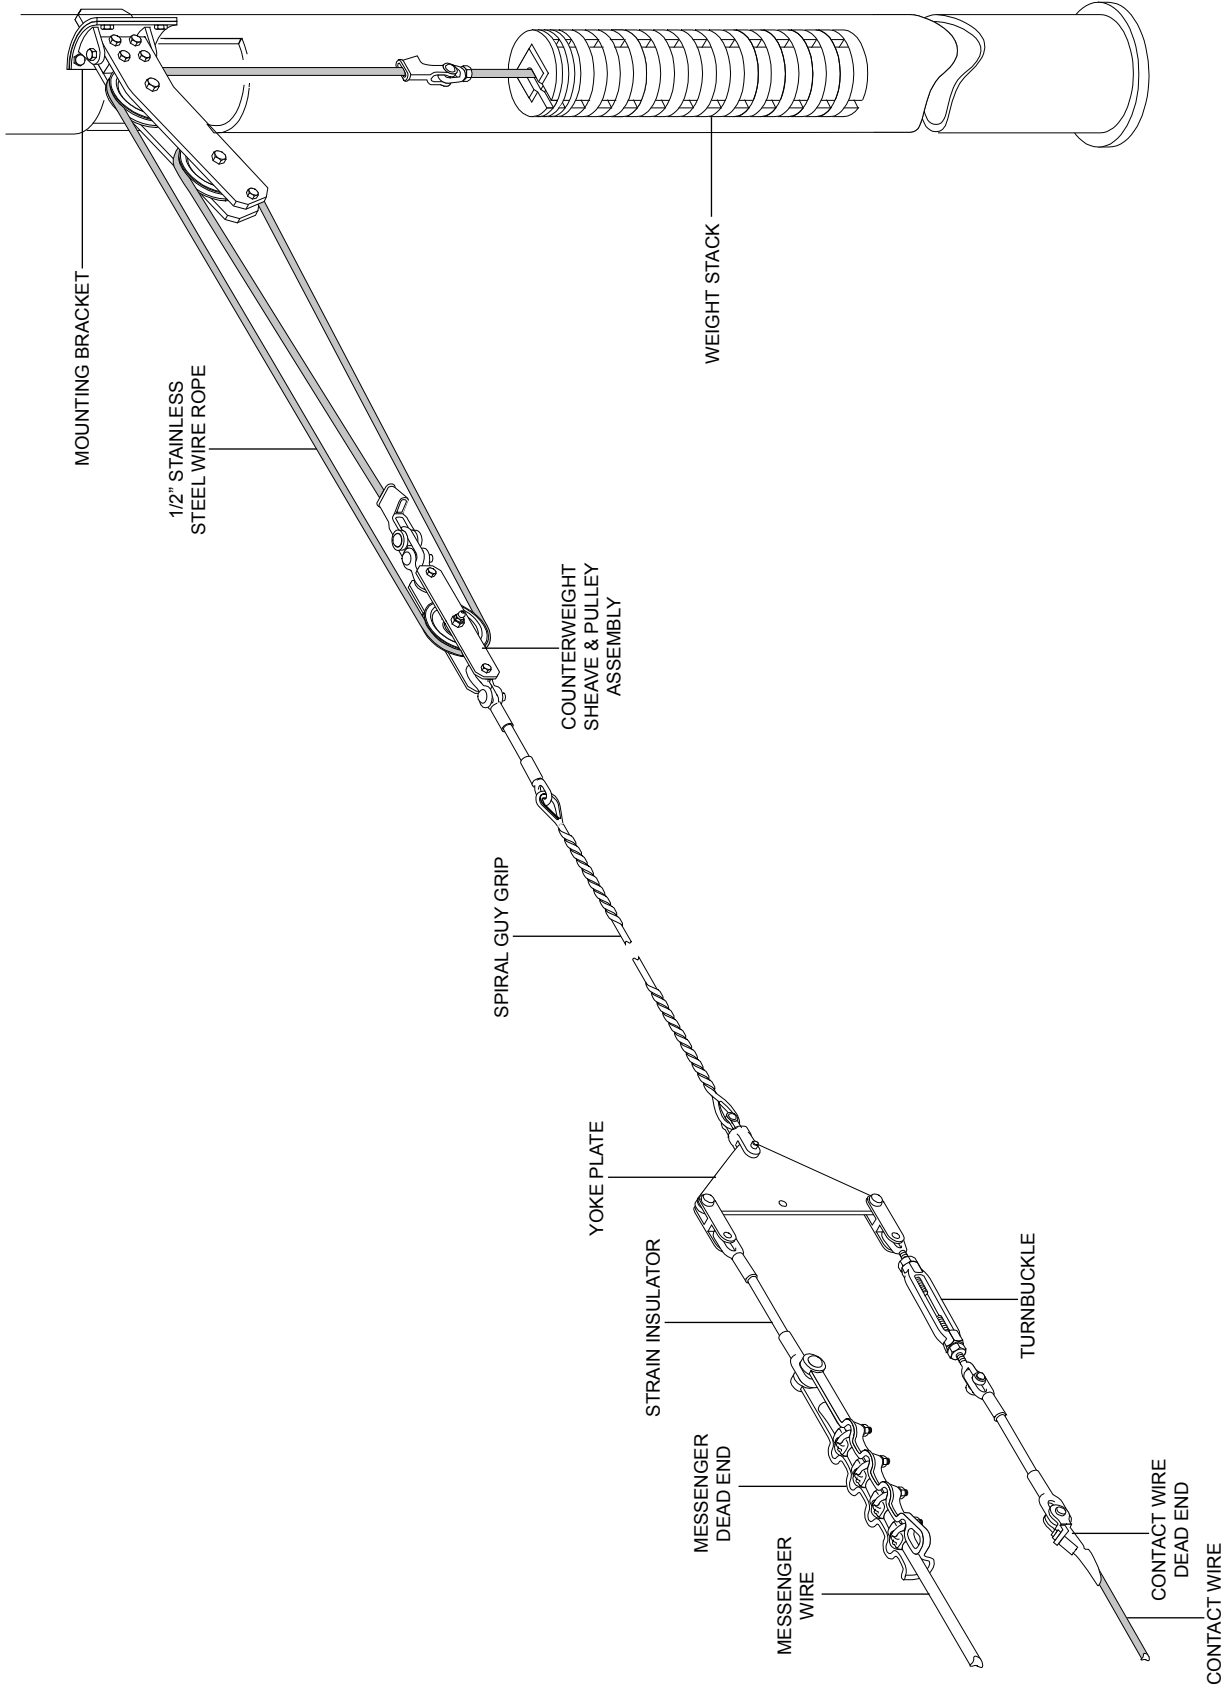 MOUNTING BRACKET
1/2” STAINLESS
STEEL WIRE ROPE
WEIGHT STACK
COUNTERWEIGHT
SHEAVE & PULLEY
ASSEMBLY
SPIRAL GUY GRIP
YOKE PLATE
STRAIN INSULATOR
TURNBUCKLE
MESSENGER
DEAD END
MESSENGER
WIRE
CONTACT WIRE
DEAD END
CONTACT WIRE